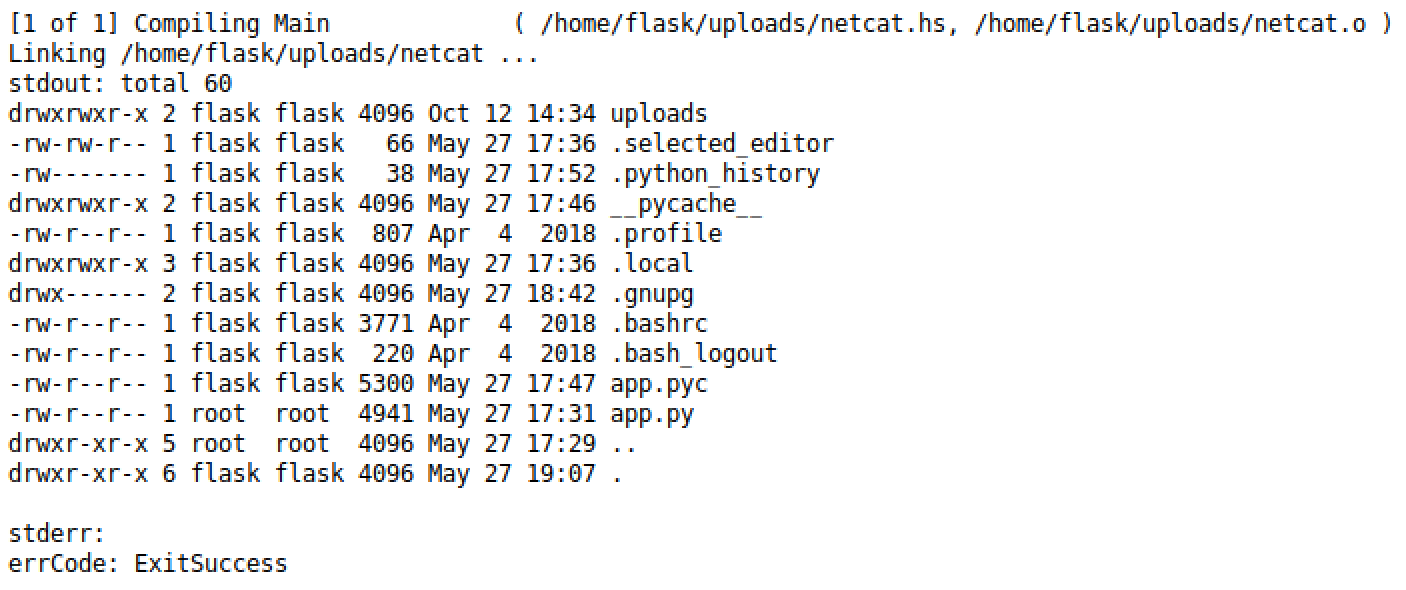 [1 of 1] Compiling Main             ( /home/flask/uploads/netcat.hs, /home/flask/uploads/netcat.o )
Linking /home/flask/uploads/netcat ...
stdout: total 60
drwxrwxr-x 2 flask flask 4096 Oct 12 14:34 uploads
-rw-rw-r-- 1 flask flask   66 May 27 17:36 .selected_editor
-rw------- 1 flask flask   38 May 27 17:52 .python_history
drwxrwxr-x 2 flask flask 4096 May 27 17:46 __pycache__
-rw-r--r-- 1 flask flask  807 Apr  4  2018 .profile
drwxrwxr-x 3 flask flask 4096 May 27 17:36 .local
drwx------ 2 flask flask 4096 May 27 18:42 .gnupg
-rw-r--r-- 1 flask flask 3771 Apr  4  2018 .bashrc
-rw-r--r-- 1 flask flask  220 Apr  4  2018 .bash_logout
-rw-r--r-- 1 flask flask 5300 May 27 17:47 app.pyc
-rw-r--r-- 1 root  root  4941 May 27 17:31 app.py
drwxr-xr-x 5 root  root  4096 May 27 17:29 ..
drwxr-xr-x 6 flask flask 4096 May 27 19:07 .
stderr:
errCode: ExitSuccess